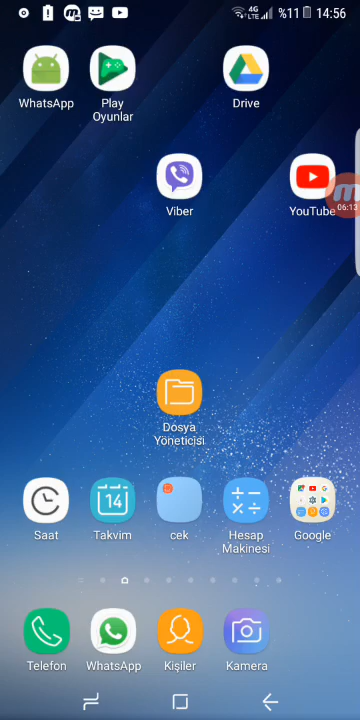 4G
LTE
%11
14:56
WhatsApp
Play
Oyunlar
Drive
Viber
YouTube
06:13
Dosya
Yöneticisi
14
Saat
Takvim
cek
Hesap
Makinesi
Google
Telefon
WhatsApp
Kişiler
Kamera